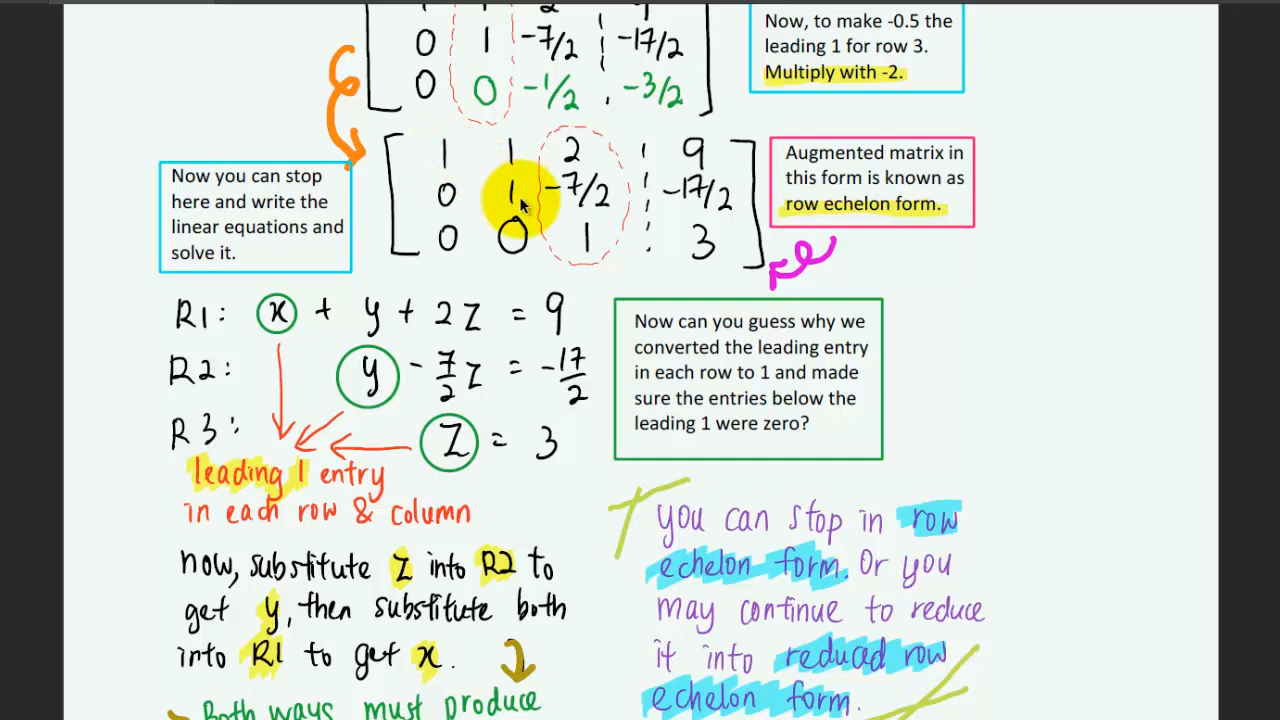 0 1 -7/2 -17/2
0 0 -1/2 -3/2
Now, to make -0.5 the
leading 1 for row 3.
Multiply with -2.
1 1 2 9
0 1 -7/2 -17/2
0 0 1 3
Now you can stop
here and write the
linear equations and
solve it.
Augmented matrix in
this form is known as
row echelon form.
R1: x + y + 2z = 9
R2: y - 7/2 z = -17/2
R3: z = 3
leading 1 entry
in each row & column
Now can you guess why we
converted the leading entry
in each row to 1 and made
sure the entries below the
leading 1 were zero?
now, substitute z into R2 to
get y, then substitute both
into R1 to get x.
Both ways must produce
you can stop in row
echelon form. Or you
may continue to reduce
it into reduced row
echelon form.